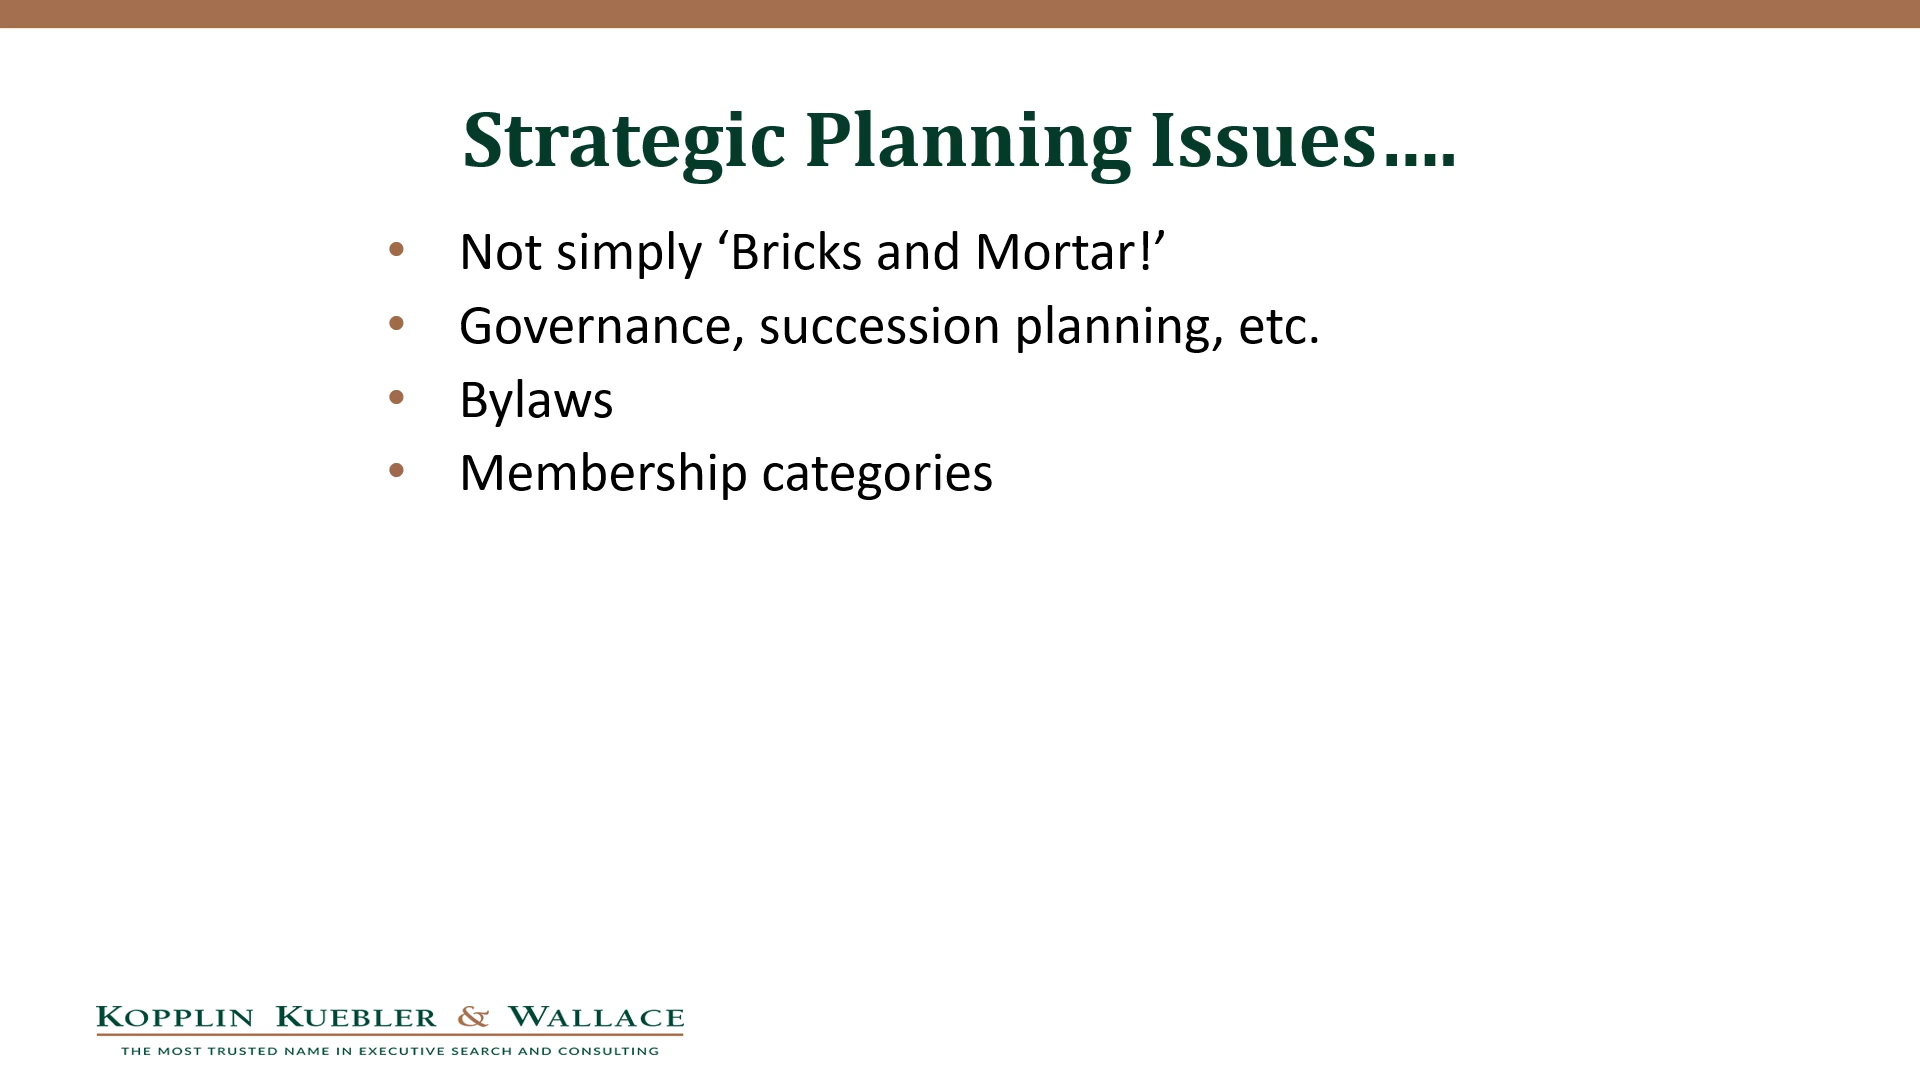 Strategic Planning Issues….
• Not simply ‘Bricks and Mortar!’
• Governance, succession planning, etc.
• Bylaws
• Membership categories
KOPPLIN KUEBLER & WALLACE
THE MOST TRUSTED NAME IN EXECUTIVE SEARCH AND CONSULTING